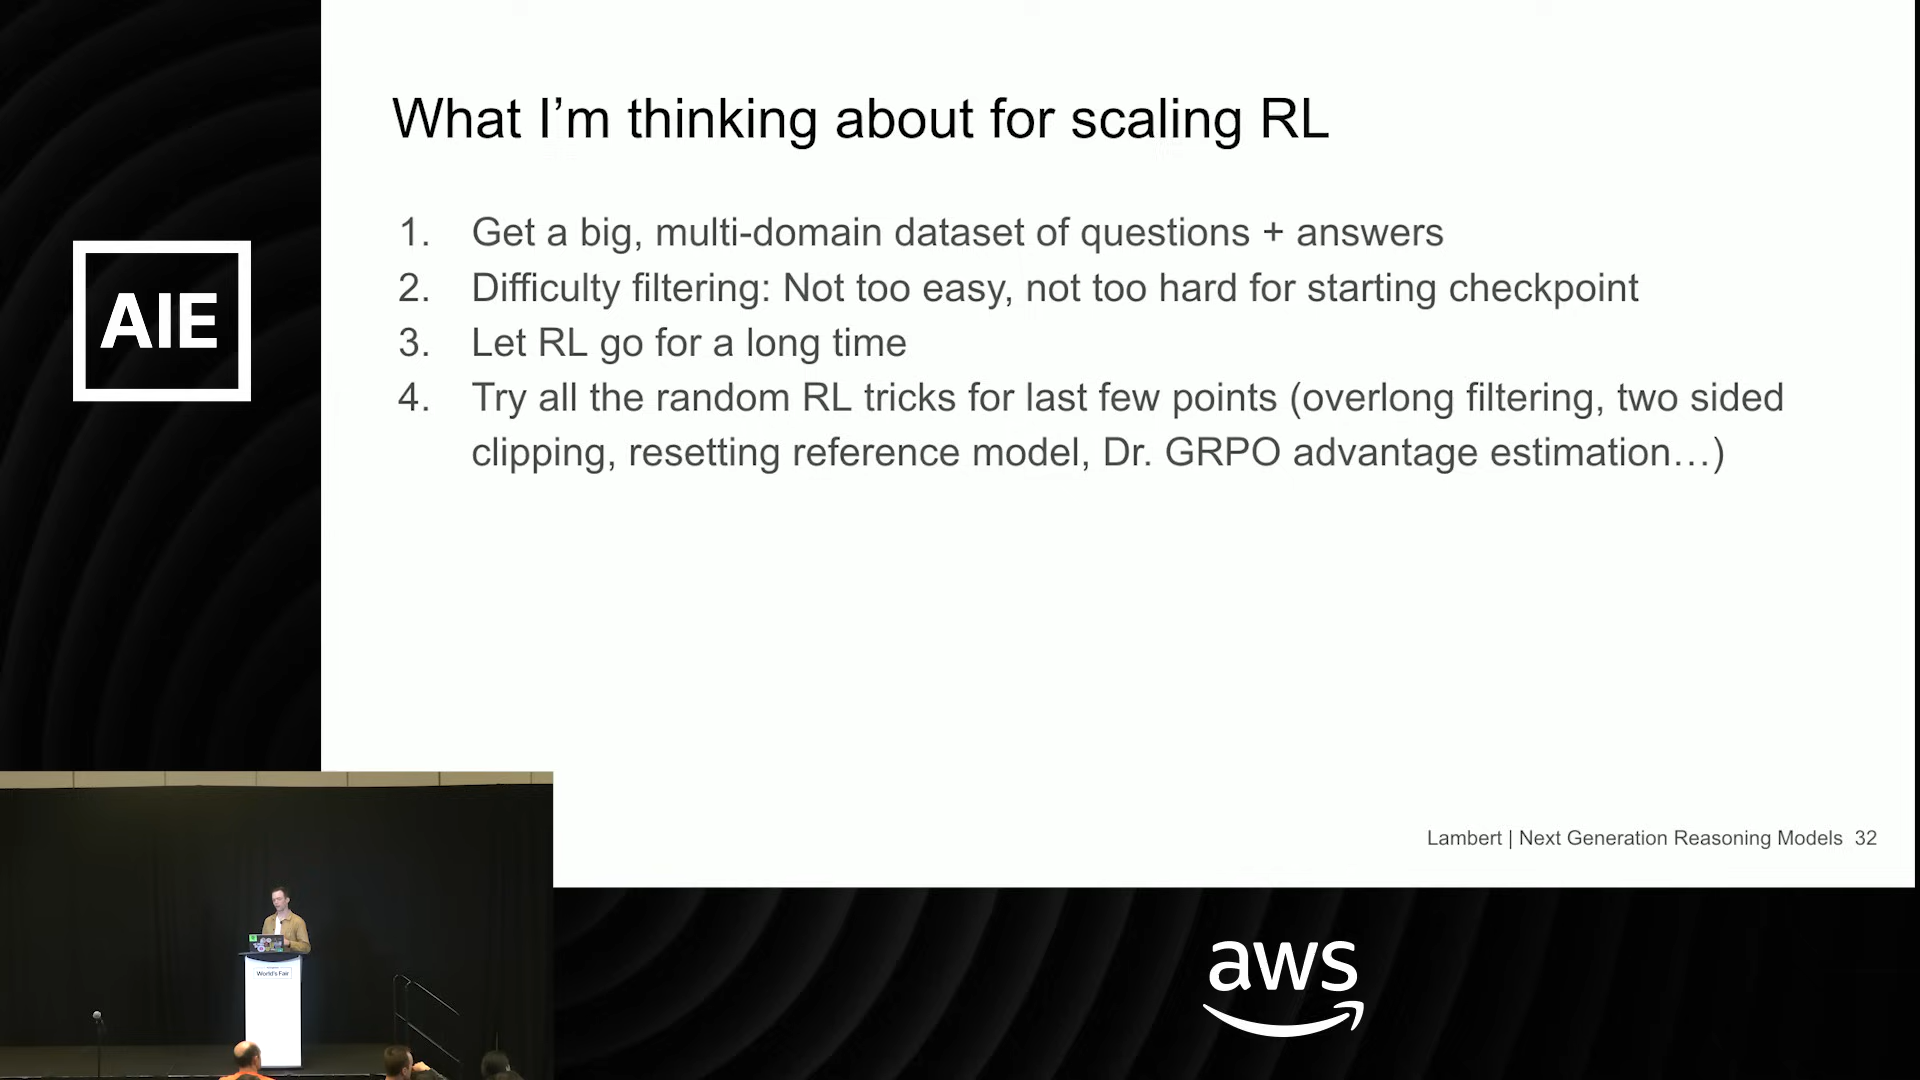 What I’m thinking about for scaling RL
1. Get a big, multi-domain dataset of questions + answers
2. Difficulty filtering: Not too easy, not too hard for starting checkpoint
3. Let RL go for a long time
4. Try all the random RL tricks for last few points (overlong filtering, two sided
clipping, resetting reference model, Dr. GRPO advantage estimation…)
AIE
Lambert | Next Generation Reasoning Models 32
World's Fair
aws